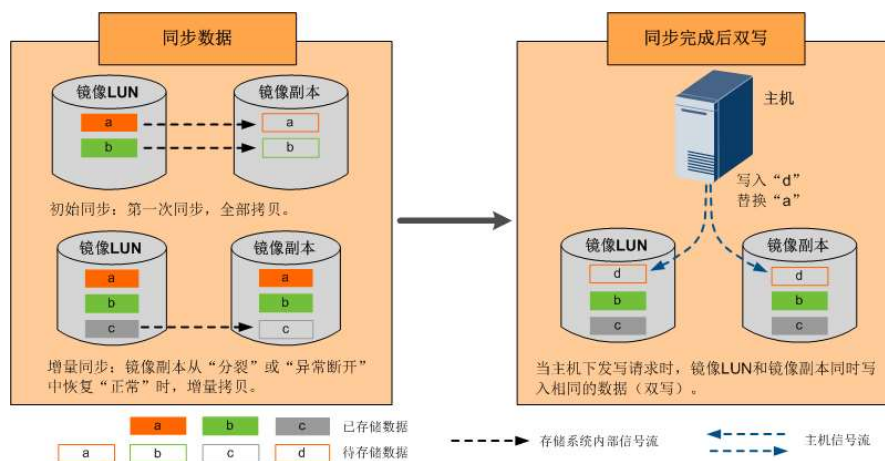 同步数据
镜像LUN
镜像副本
a
a
b
b
初始同步：第一次同步，全部拷贝。
镜像LUN
镜像副本
a
a
b
b
c
c
增量同步：镜像副本从“分裂”或“异常断开”
中恢复“正常”时，增量拷贝。
同步完成后双写
主机
写入“d”
替换“a”
镜像LUN
镜像副本
d
d
b
b
c
c
当主机下发写请求时，镜像LUN和镜像副本同时写
入相同的数据（双写）。
a
b
c
已存储数据
a
b
c
d
待存储数据
存储系统内部信号流
主机信号流